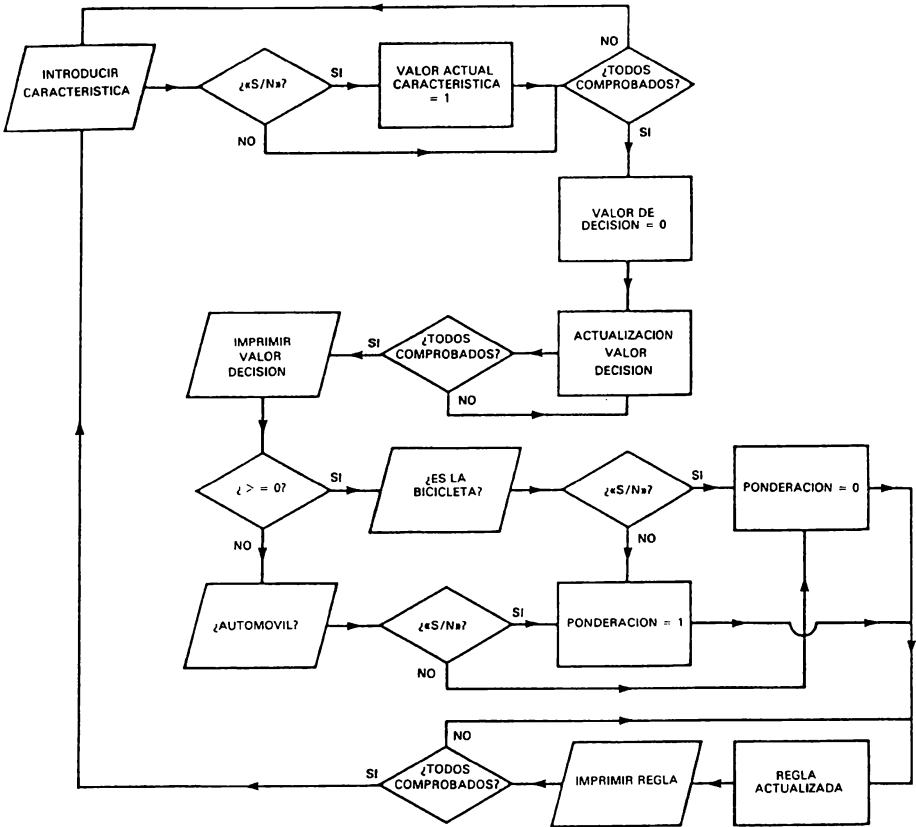 NO
INTRODUCIR
CARACTERISTICA
¿«S/N»?
SI
VALOR ACTUAL
CARACTERISTICA
= 1
¿TODOS
COMPROBADOS?
NO
SI
VALOR DE
DECISION = 0
IMPRIMIR
VALOR
DECISION
SI
¿TODOS
COMPROBADOS?
ACTUALIZACION
VALOR
DECISION
NO
¿ > = 0?
SI
¿ES LA
BICICLETA?
¿«S/N»?
SI
PONDERACION = 0
NO
NO
¿AUTOMOVIL?
¿«S/N»?
SI
PONDERACION = 1
NO
NO
SI
¿TODOS
COMPROBADOS?
IMPRIMIR REGLA
REGLA
ACTUALIZADA